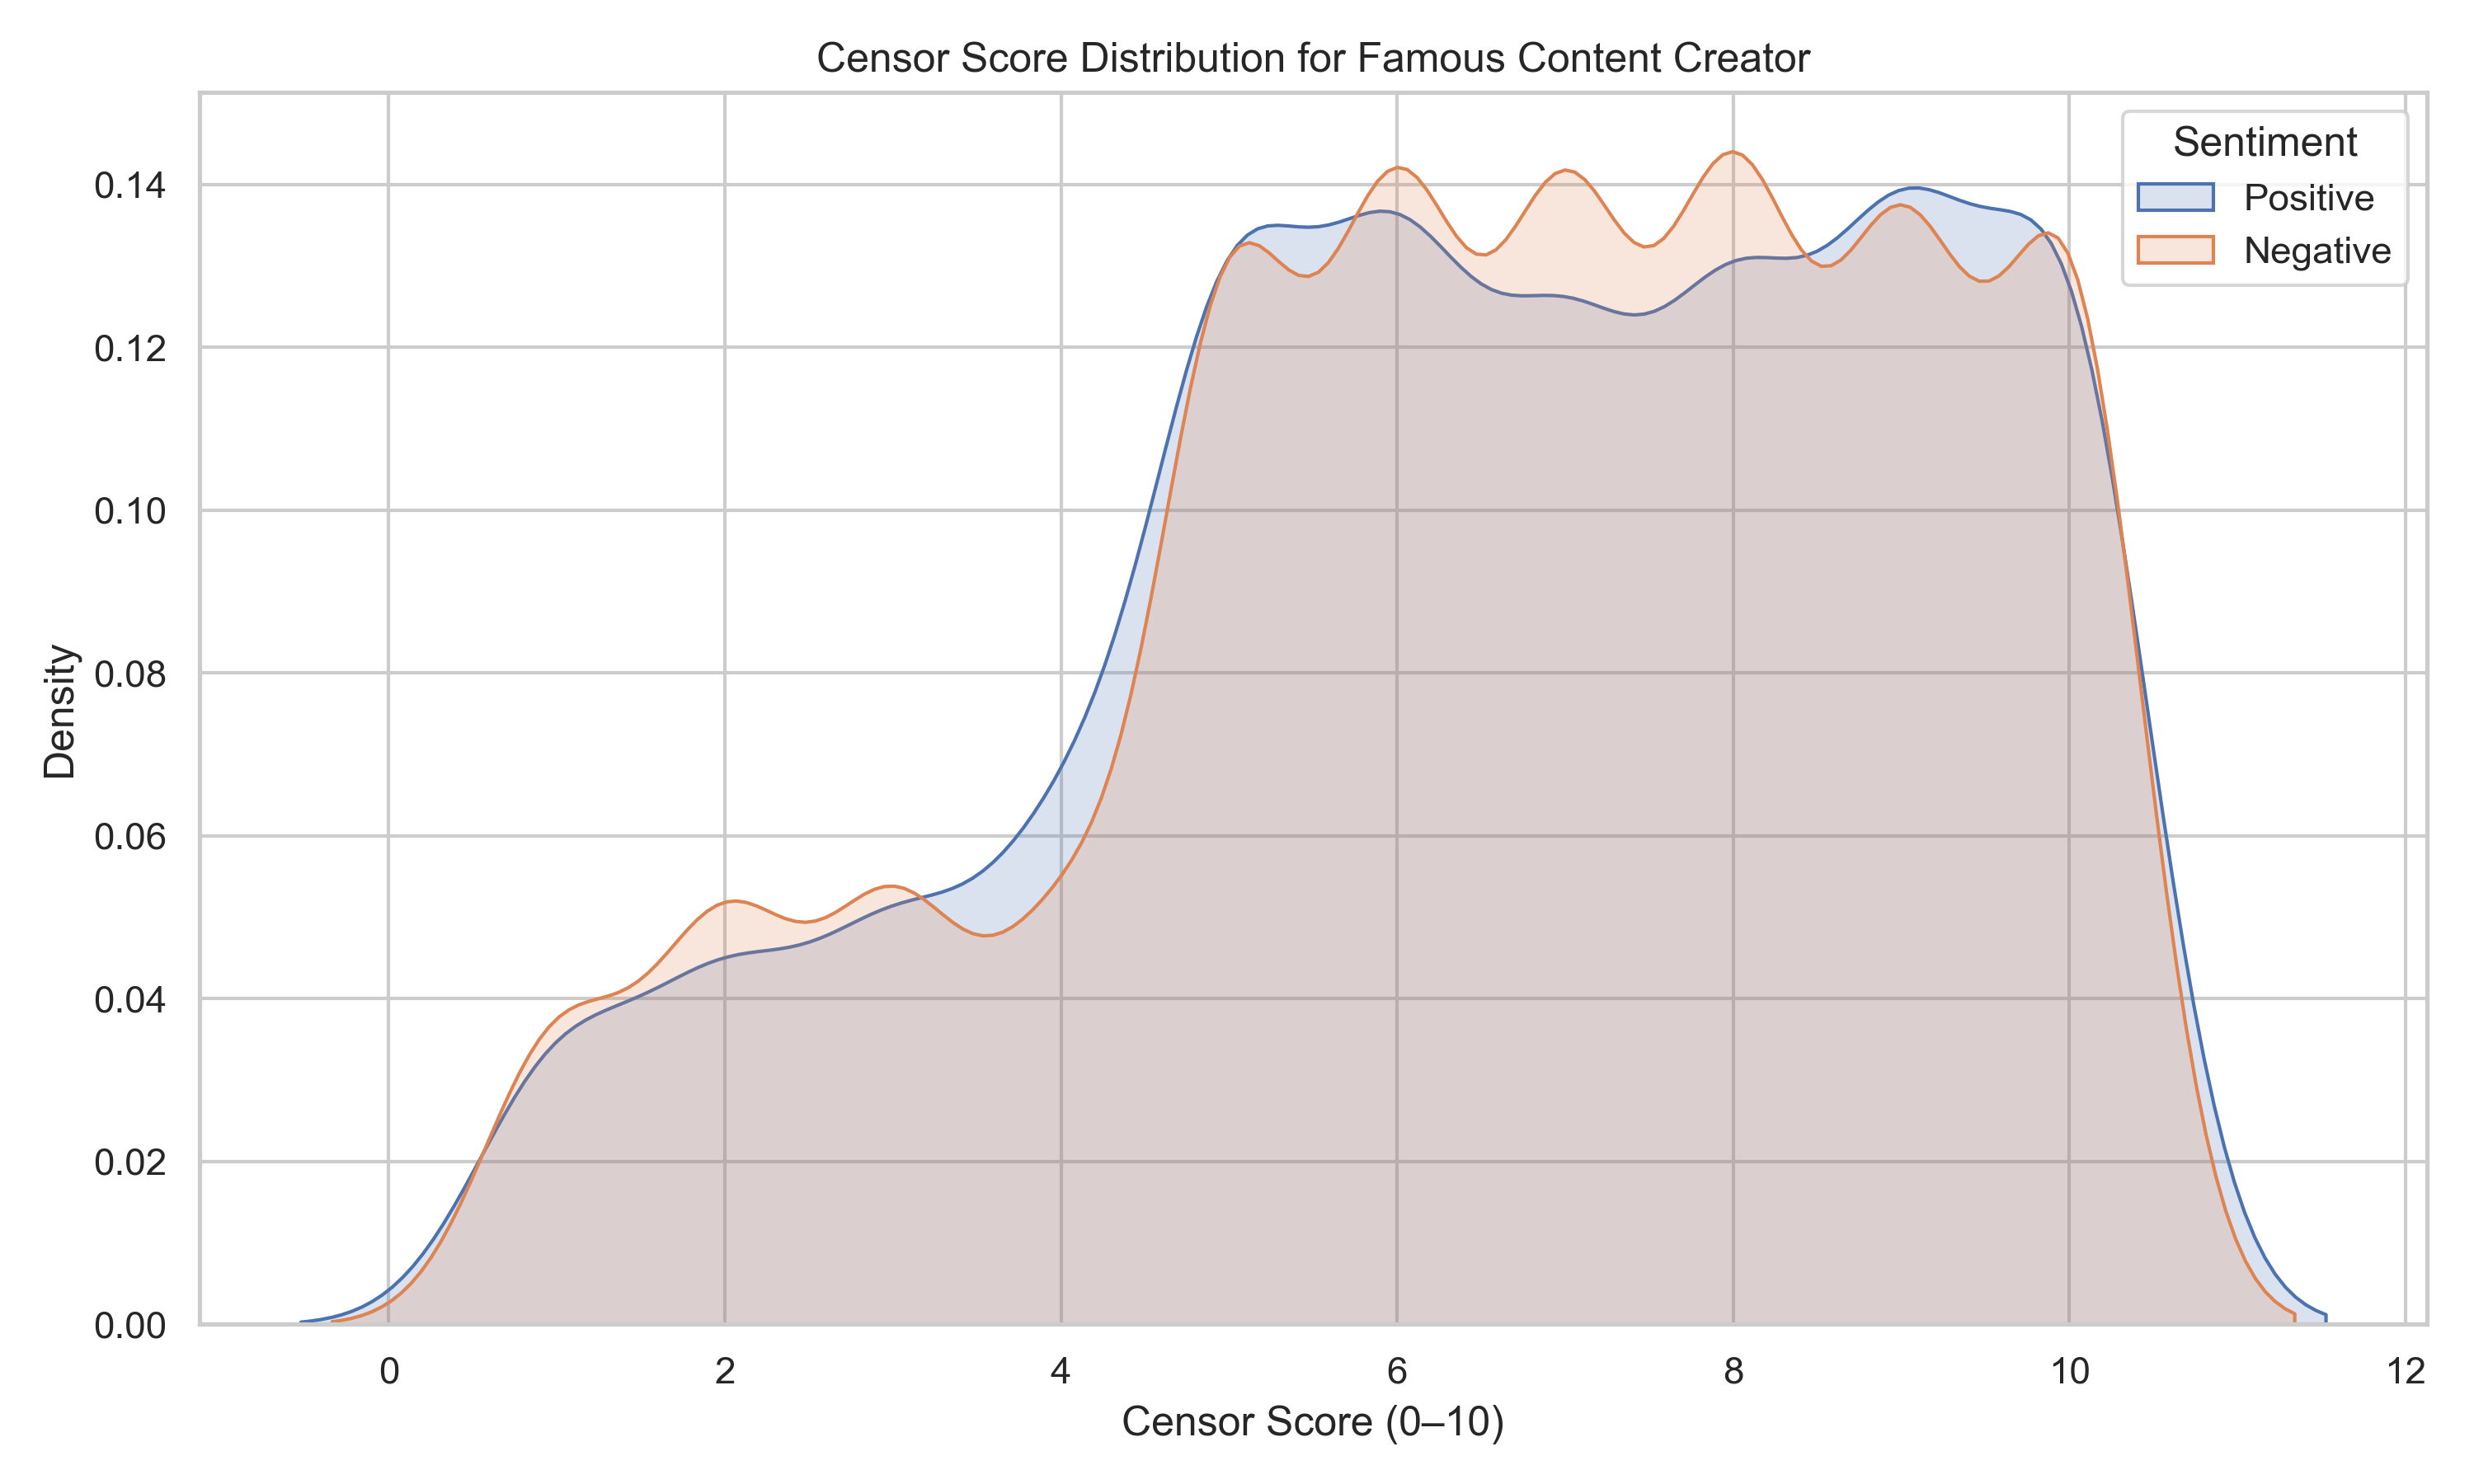 Censor Score Distribution for Famous Content Creator
Sentiment
Positive
Negative
0.14
0.12
0.10
0.08
0.06
0.04
0.02
0.00
Density
0 2 4 6 8 10 12
Censor Score (0–10)